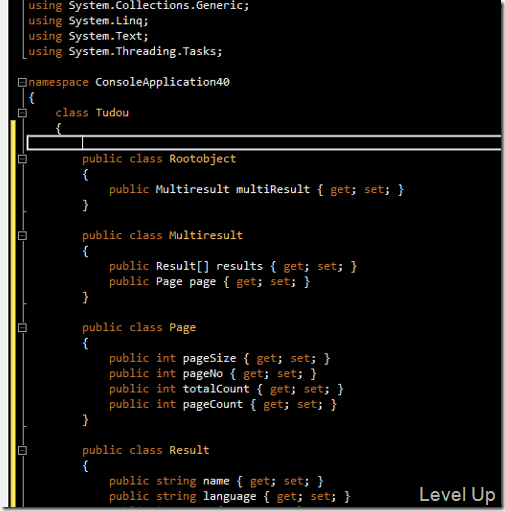 using System.Collections.Generic;
using System.Linq;
using System.Text;
using System.Threading.Tasks;
namespace ConsoleApplication40
{
class Tudou
{
public class Rootobject
{
public Multiresult multiResult { get; set; }
}
public class Multiresult
{
public Result[] results { get; set; }
public Page page { get; set; }
}
public class Page
{
public int pageSize { get; set; }
public int pageNo { get; set; }
public int totalCount { get; set; }
public int pageCount { get; set; }
}
public class Result
{
public string name { get; set; }
public string language { get; set; }
Level Up